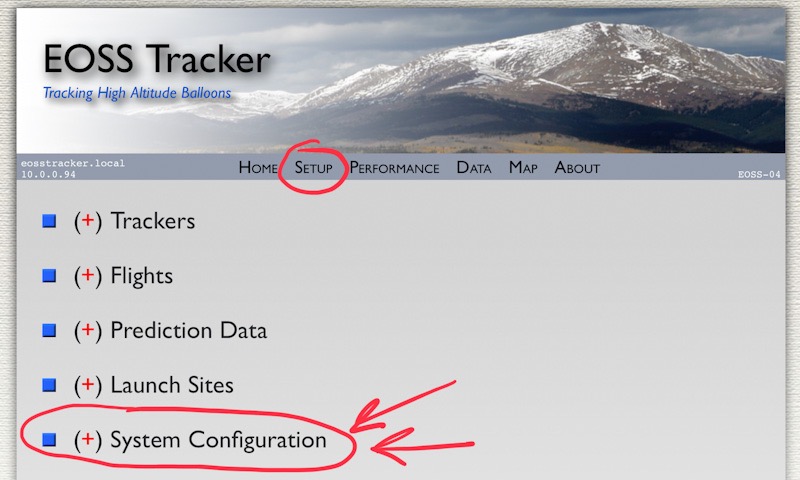 EOSS Tracker
Tracking High Altitude Balloons
eosstracker.local
10.0.0.94
Home Setup Performance Data Map About
EOSS-04
(+) Trackers
(+) Flights
(+) Prediction Data
(+) Launch Sites
(+) System Configuration